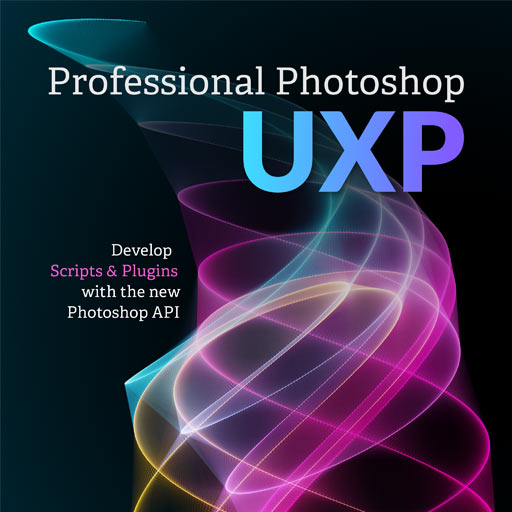 Professional Photoshop
UXP
Develop
Scripts & Plugins
with the new
Photoshop API